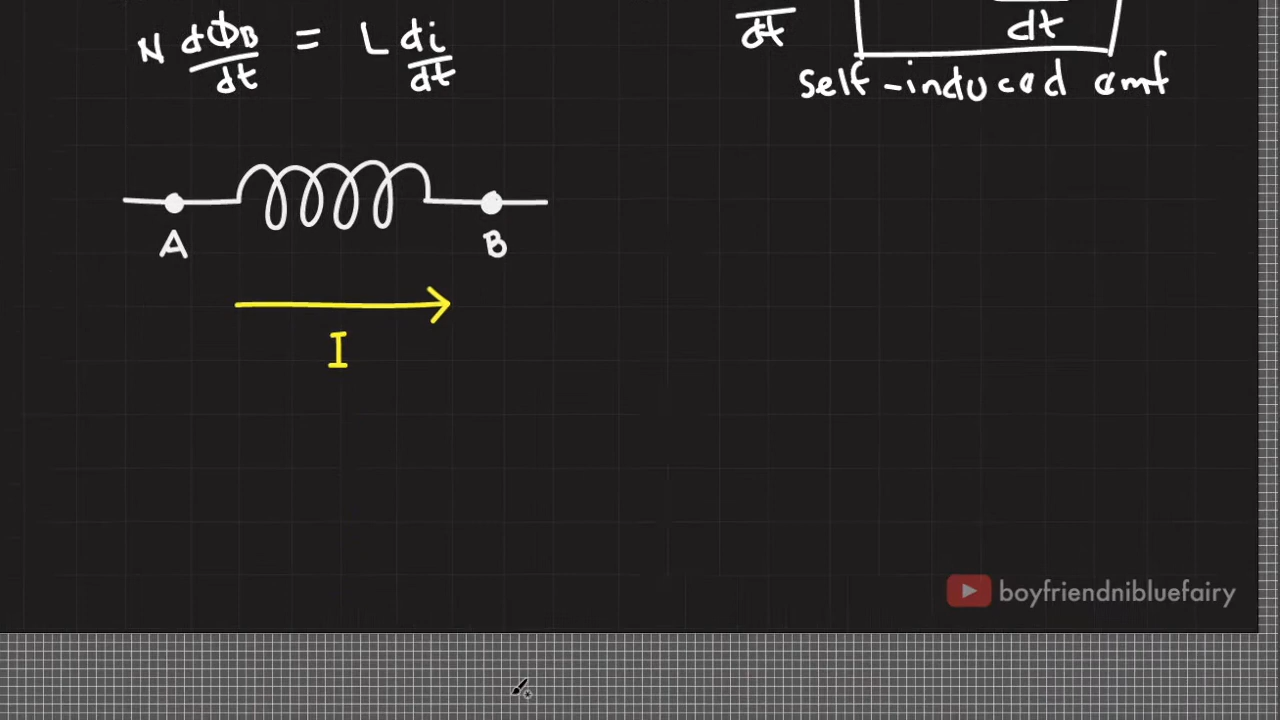 N dΦB/dt = L di/dt
dt
dt
self-induced emf
A
B
I
boyfriendnibluefairy